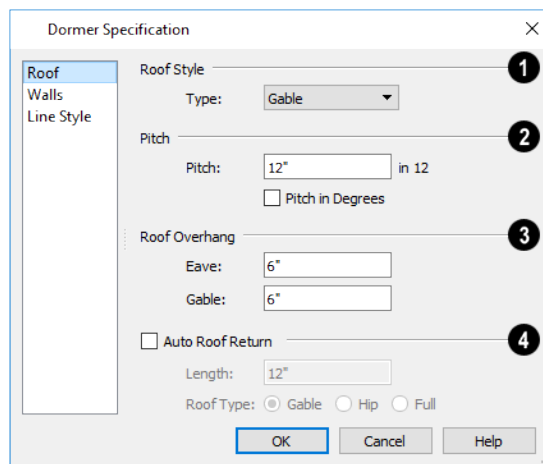 Dormer Specification
Roof
Walls
Line Style
Roof Style
1
Type:
Gable
Pitch
2
Pitch:
12"
in 12
Pitch in Degrees
Roof Overhang
3
Eave:
6"
Gable:
6"
Auto Roof Return
4
Length:
12"
Roof Type:
Gable
Hip
Full
OK
Cancel
Help